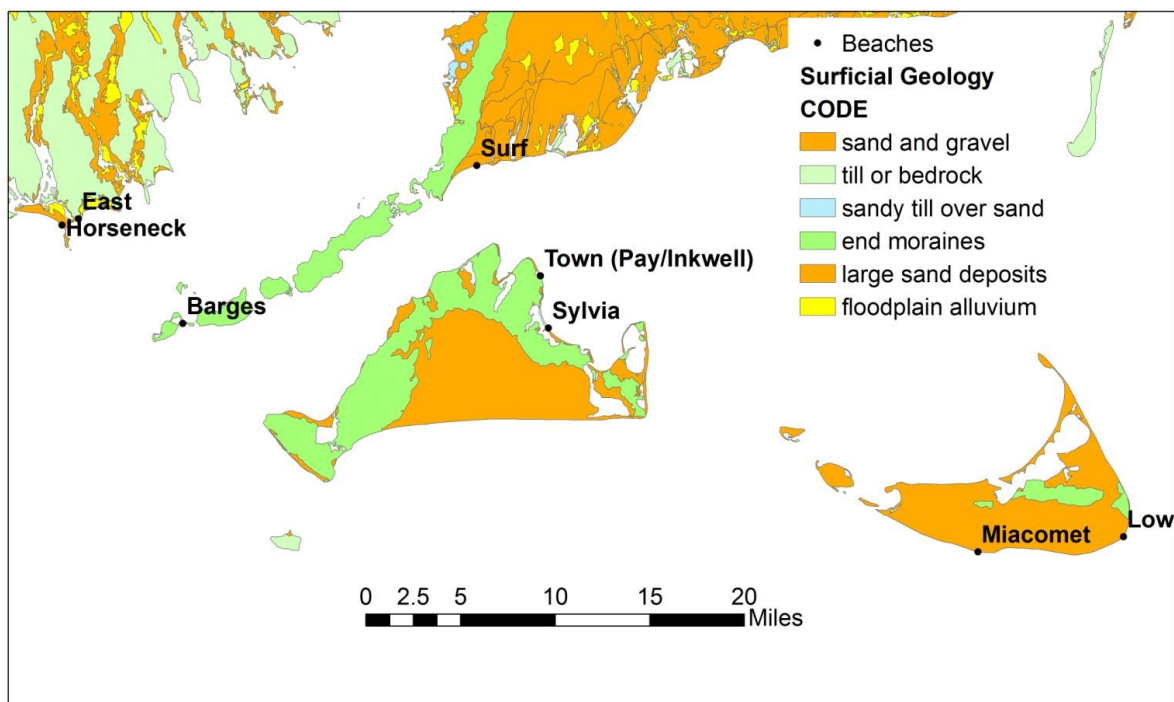 Beaches
Surficial Geology
CODE
sand and gravel
till or bedrock
sandy till over sand
end moraines
large sand deposits
floodplain alluvium
Surf
East
Horseneck
Town (Pay/Inkwell)
Barges
Sylvia
Low
Miacomet
0 2.5 5 10 15 20
Miles